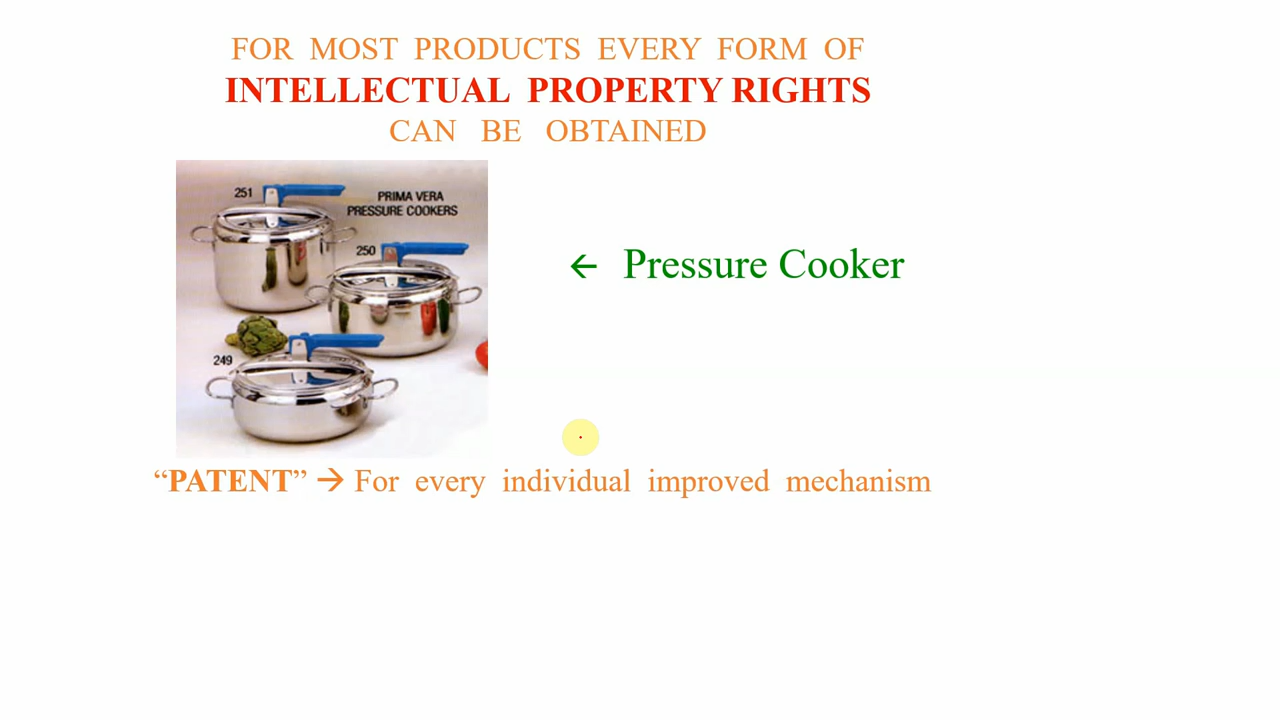 FOR MOST PRODUCTS EVERY FORM OF
INTELLECTUAL PROPERTY RIGHTS
CAN BE OBTAINED
251
PRIMA VERA
PRESSURE COOKERS
250
249
← Pressure Cooker
“PATENT” → For every individual improved mechanism